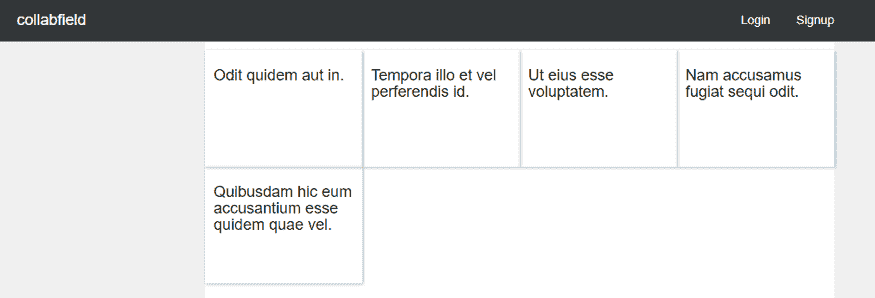 collabfield
Login Signup
Odit quidem aut in.
Tempora illo et vel
perferendis id.
Ut eius esse
voluptatem.
Nam accusamus
fugiat sequi odit.
Quibusdam hic eum
accusantium esse
quidem quae vel.